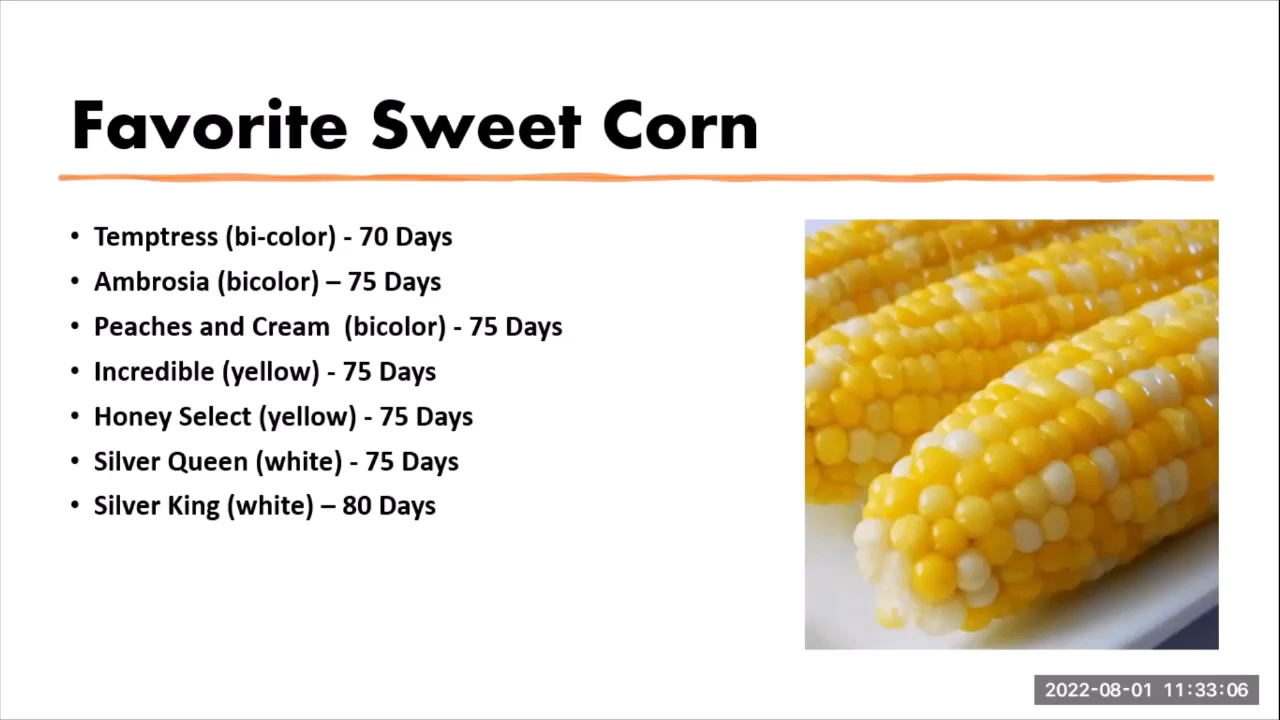 Favorite Sweet Corn
• Temptress (bi-color) - 70 Days
• Ambrosia (bicolor) – 75 Days
• Peaches and Cream  (bicolor) - 75 Days
• Incredible (yellow) - 75 Days
• Honey Select (yellow) - 75 Days
• Silver Queen (white) - 75 Days
• Silver King (white) – 80 Days
2022-08-01 11:33:06